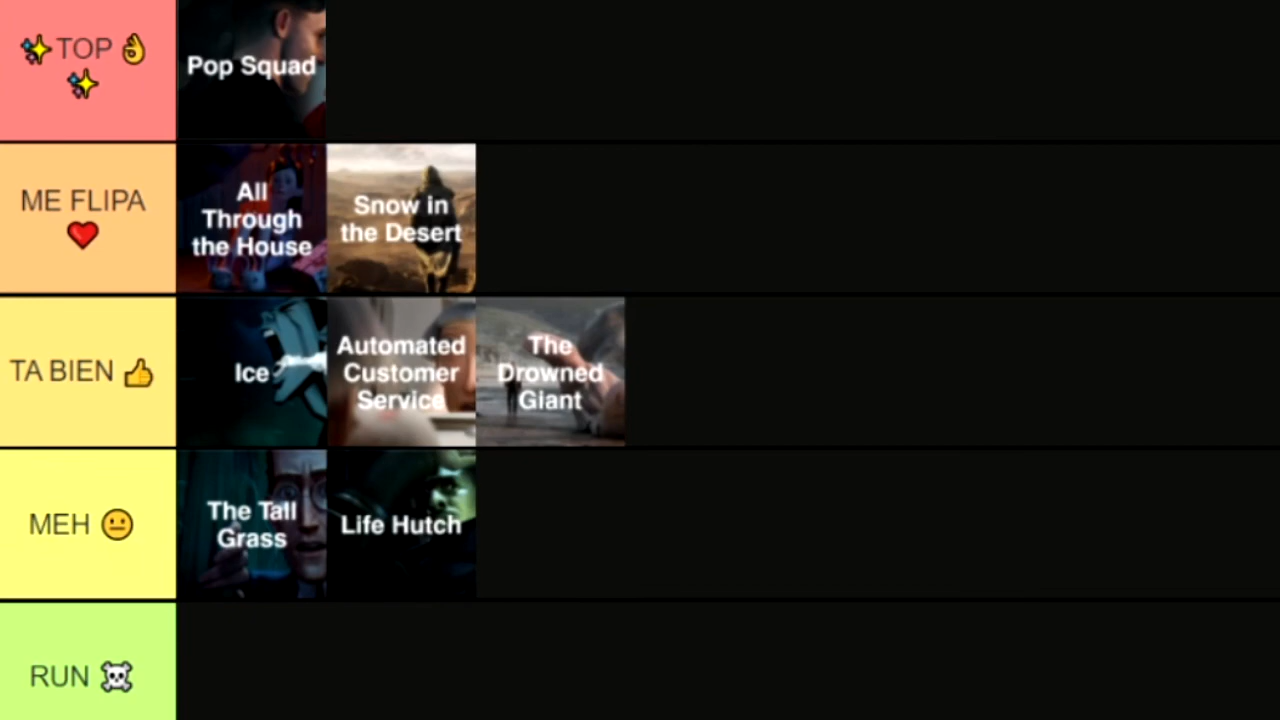 ✨TOP👌
✨
Pop Squad
ME FLIPA
❤️
All
Through
the House
Snow in
the Desert
TA BIEN 👍
Ice
Automated
Customer
Service
The
Drowned
Giant
MEH 😐
The Tall
Grass
Life Hutch
RUN ☠️